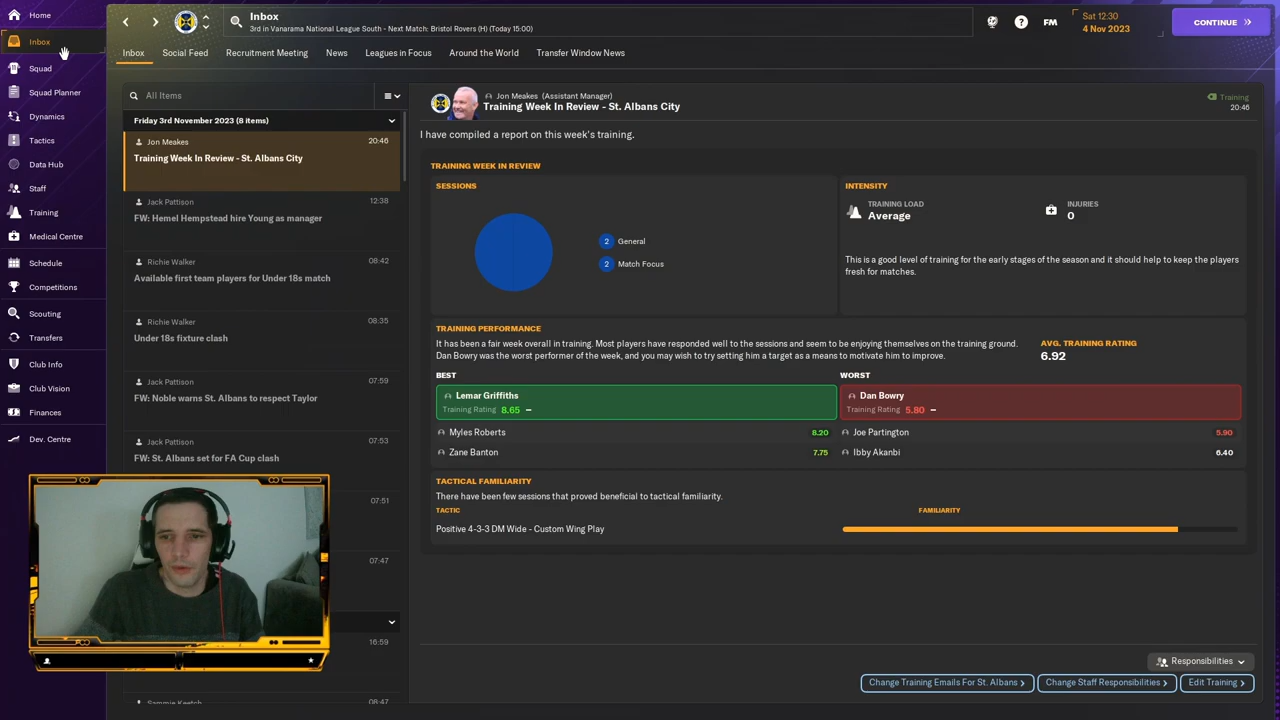 Home
Inbox
Squad
Squad Planner
Dynamics
Tactics
Data Hub
Staff
Training
Medical Centre
Schedule
Competitions
Scouting
Transfers
Club Info
Club Vision
Finances
Dev. Centre
Inbox
3rd in Vanarama National League South - Next Match: Bristol Rovers (H) (Today 15:00)
FM
Sat 12:30
4 Nov 2023
CONTINUE
Inbox Social Feed Recruitment Meeting News Leagues in Focus Around the World Transfer Window News
All Items
Friday 3rd November 2023 (8 items)
Jon Meakes 20:46
Training Week In Review - St. Albans City
Jack Pattison 12:38
FW: Hemel Hempstead hire Young as manager
Richie Walker 08:42
Available first team players for Under 18s match
Richie Walker 08:35
Under 18s fixture clash
Jack Pattison 07:59
FW: Noble warns St. Albans to respect Taylor
Jack Pattison 07:53
FW: St. Albans set for FA Cup clash
07:51
07:47
16:59
Sammie Keetch 08:47
Jon Meakes (Assistant Manager)
Training Week In Review - St. Albans City
Training
20:46
I have compiled a report on this week's training.
TRAINING WEEK IN REVIEW
SESSIONS
2 General
2 Match Focus
INTENSITY
TRAINING LOAD
Average
INJURIES
0
This is a good level of training for the early stages of the season and it should help to keep the players
fresh for matches.
TRAINING PERFORMANCE
It has been a fair week overall in training. Most players have responded well to the sessions and seem to be enjoying themselves on the training ground.
Dan Bowry was the worst performer of the week, and you may wish to try setting him a target as a means to motivate him to improve.
AVG. TRAINING RATING
6.92
BEST
Lemar Griffiths
Training Rating 8.65 –
Myles Roberts 8.20
Zane Banton 7.75
WORST
Dan Bowry
Training Rating 5.80 –
Joe Partington 5.90
Ibby Akanbi 6.40
TACTICAL FAMILIARITY
There have been few sessions that proved beneficial to tactical familiarity.
TACTIC FAMILIARITY
Positive 4-3-3 DM Wide - Custom Wing Play
Responsibilities
Change Training Emails For St. Albans Change Staff Responsibilities Edit Training